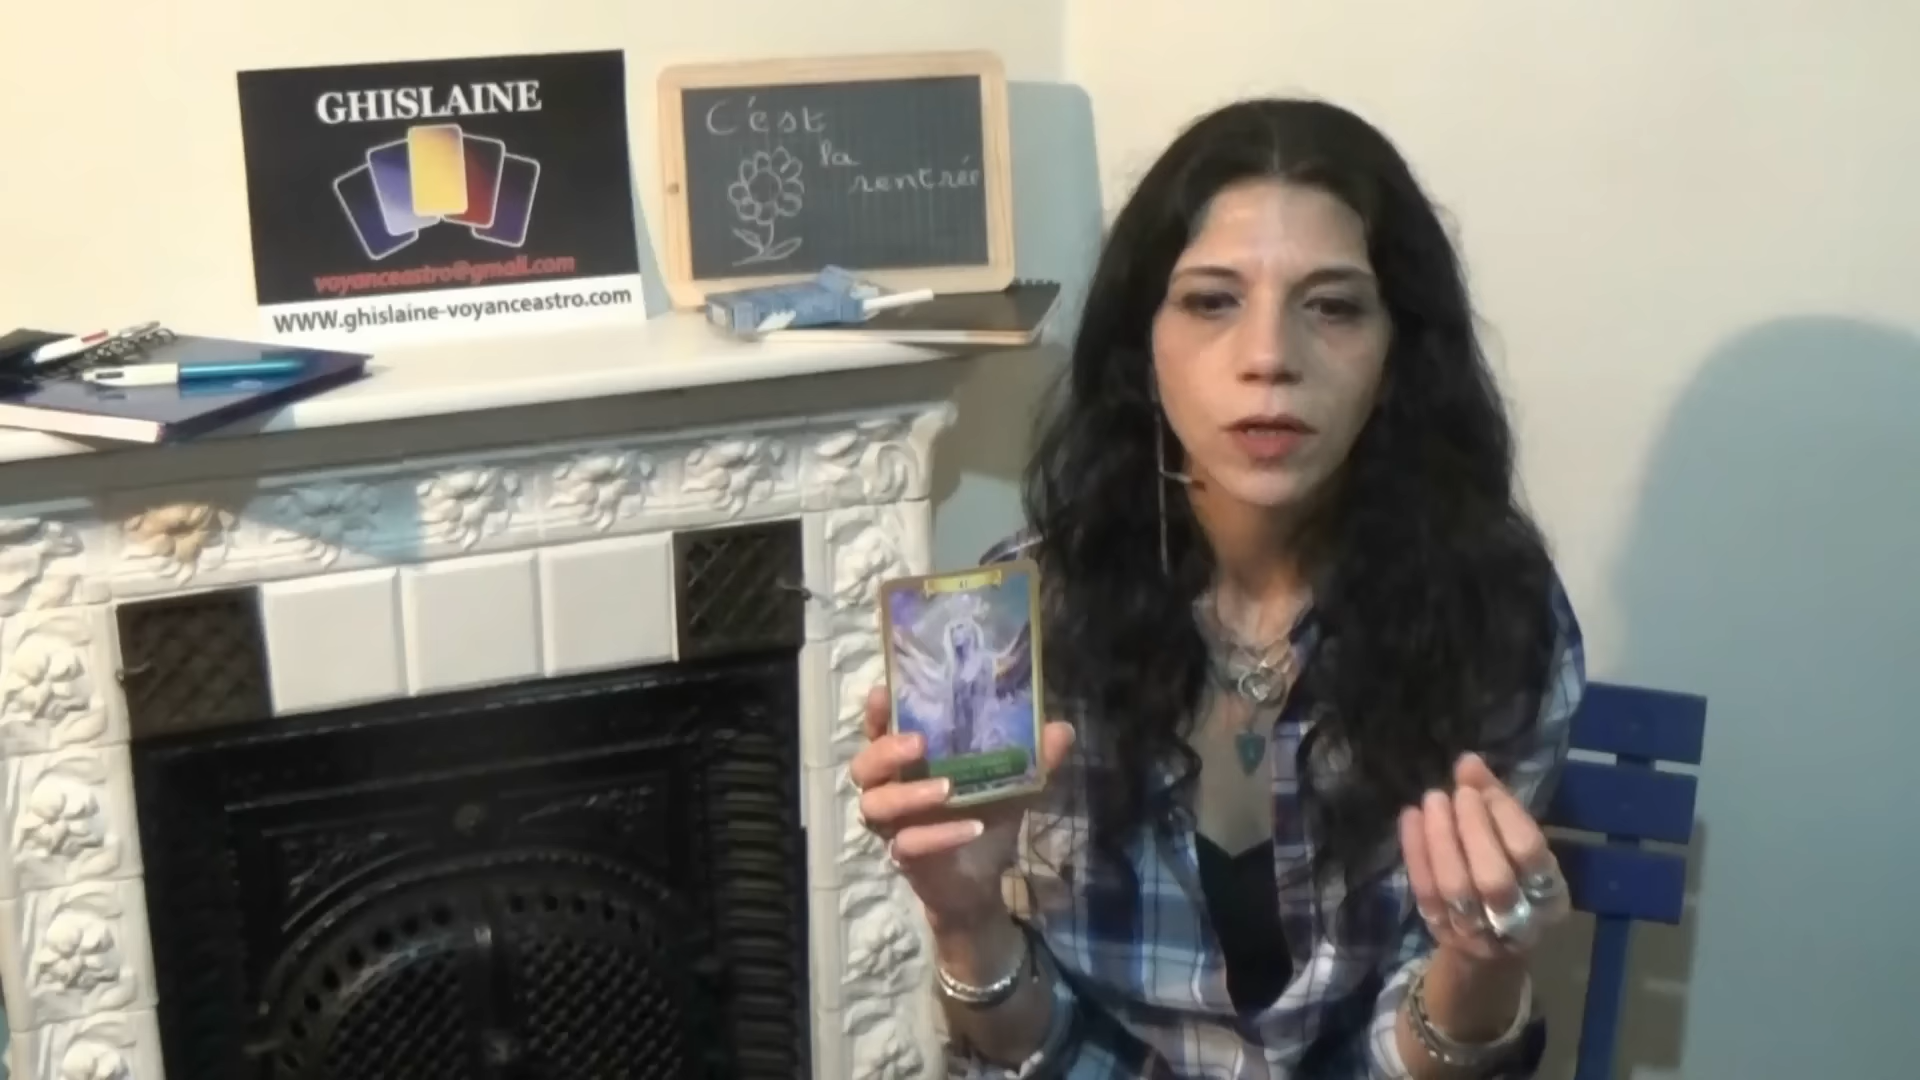 GHISLAINE
voyanceastro@gmail.com
WWW.ghislaine-voyanceastro.com
C'est
la
rentrée